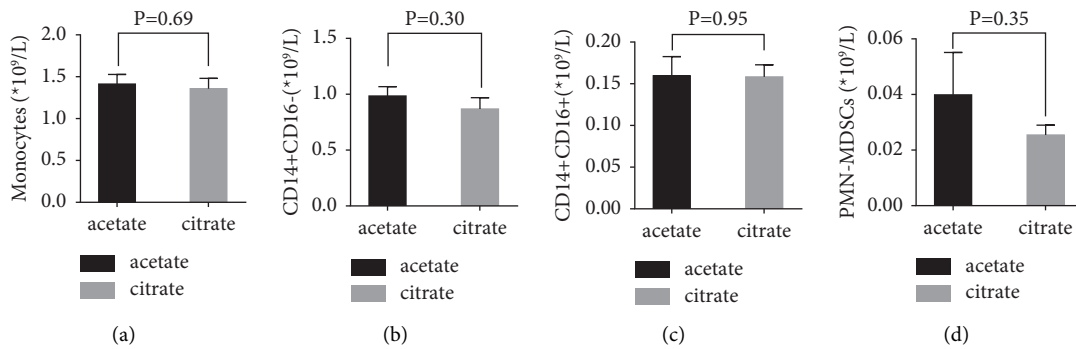 P=0.69
Monocytes (*10⁹/L)
2.0
1.5
1.0
0.5
0.0
acetate citrate
acetate
citrate
(a)
P=0.30
CD14+CD16-(*10⁹/L)
1.5
1.0
0.5
0.0
acetate citrate
acetate
citrate
(b)
P=0.95
CD14+CD16+(*10⁹/L)
0.20
0.15
0.15
0.05
0.00
acetate citrate
acetate
citrate
(c)
P=0.35
PMN-MDSCs (*10⁹/L)
0.06
0.04
0.02
0.00
acetate citrate
acetate
citrate
(d)